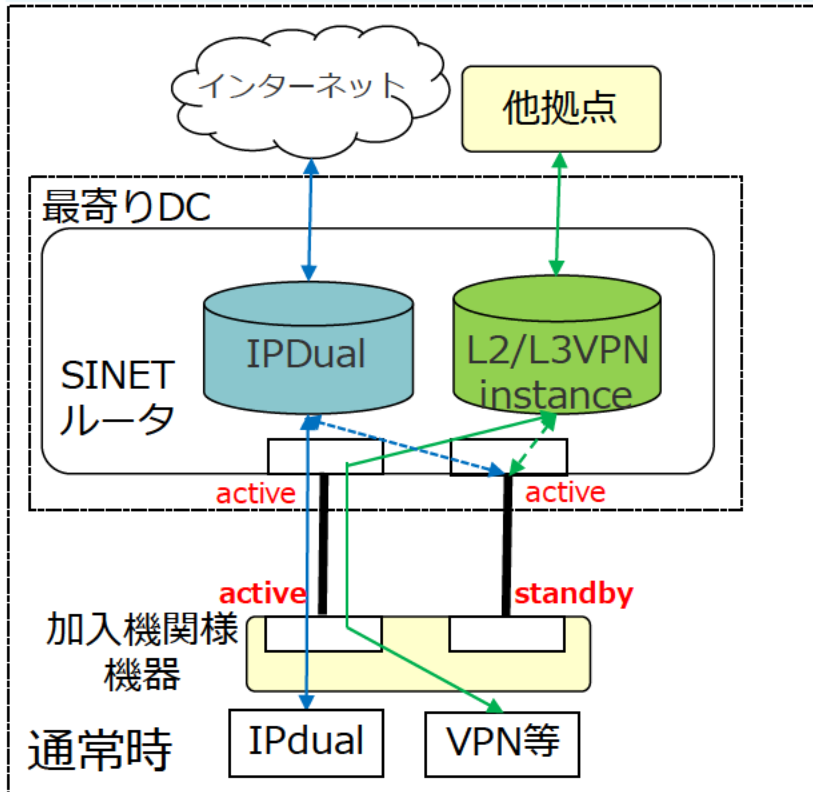 インターネット
他拠点
最寄りDC
IPDual
L2/L3VPN
instance
SINET
ルータ
active
active
active
standby
加入機関様
機器
通常時
IPdual
VPN等